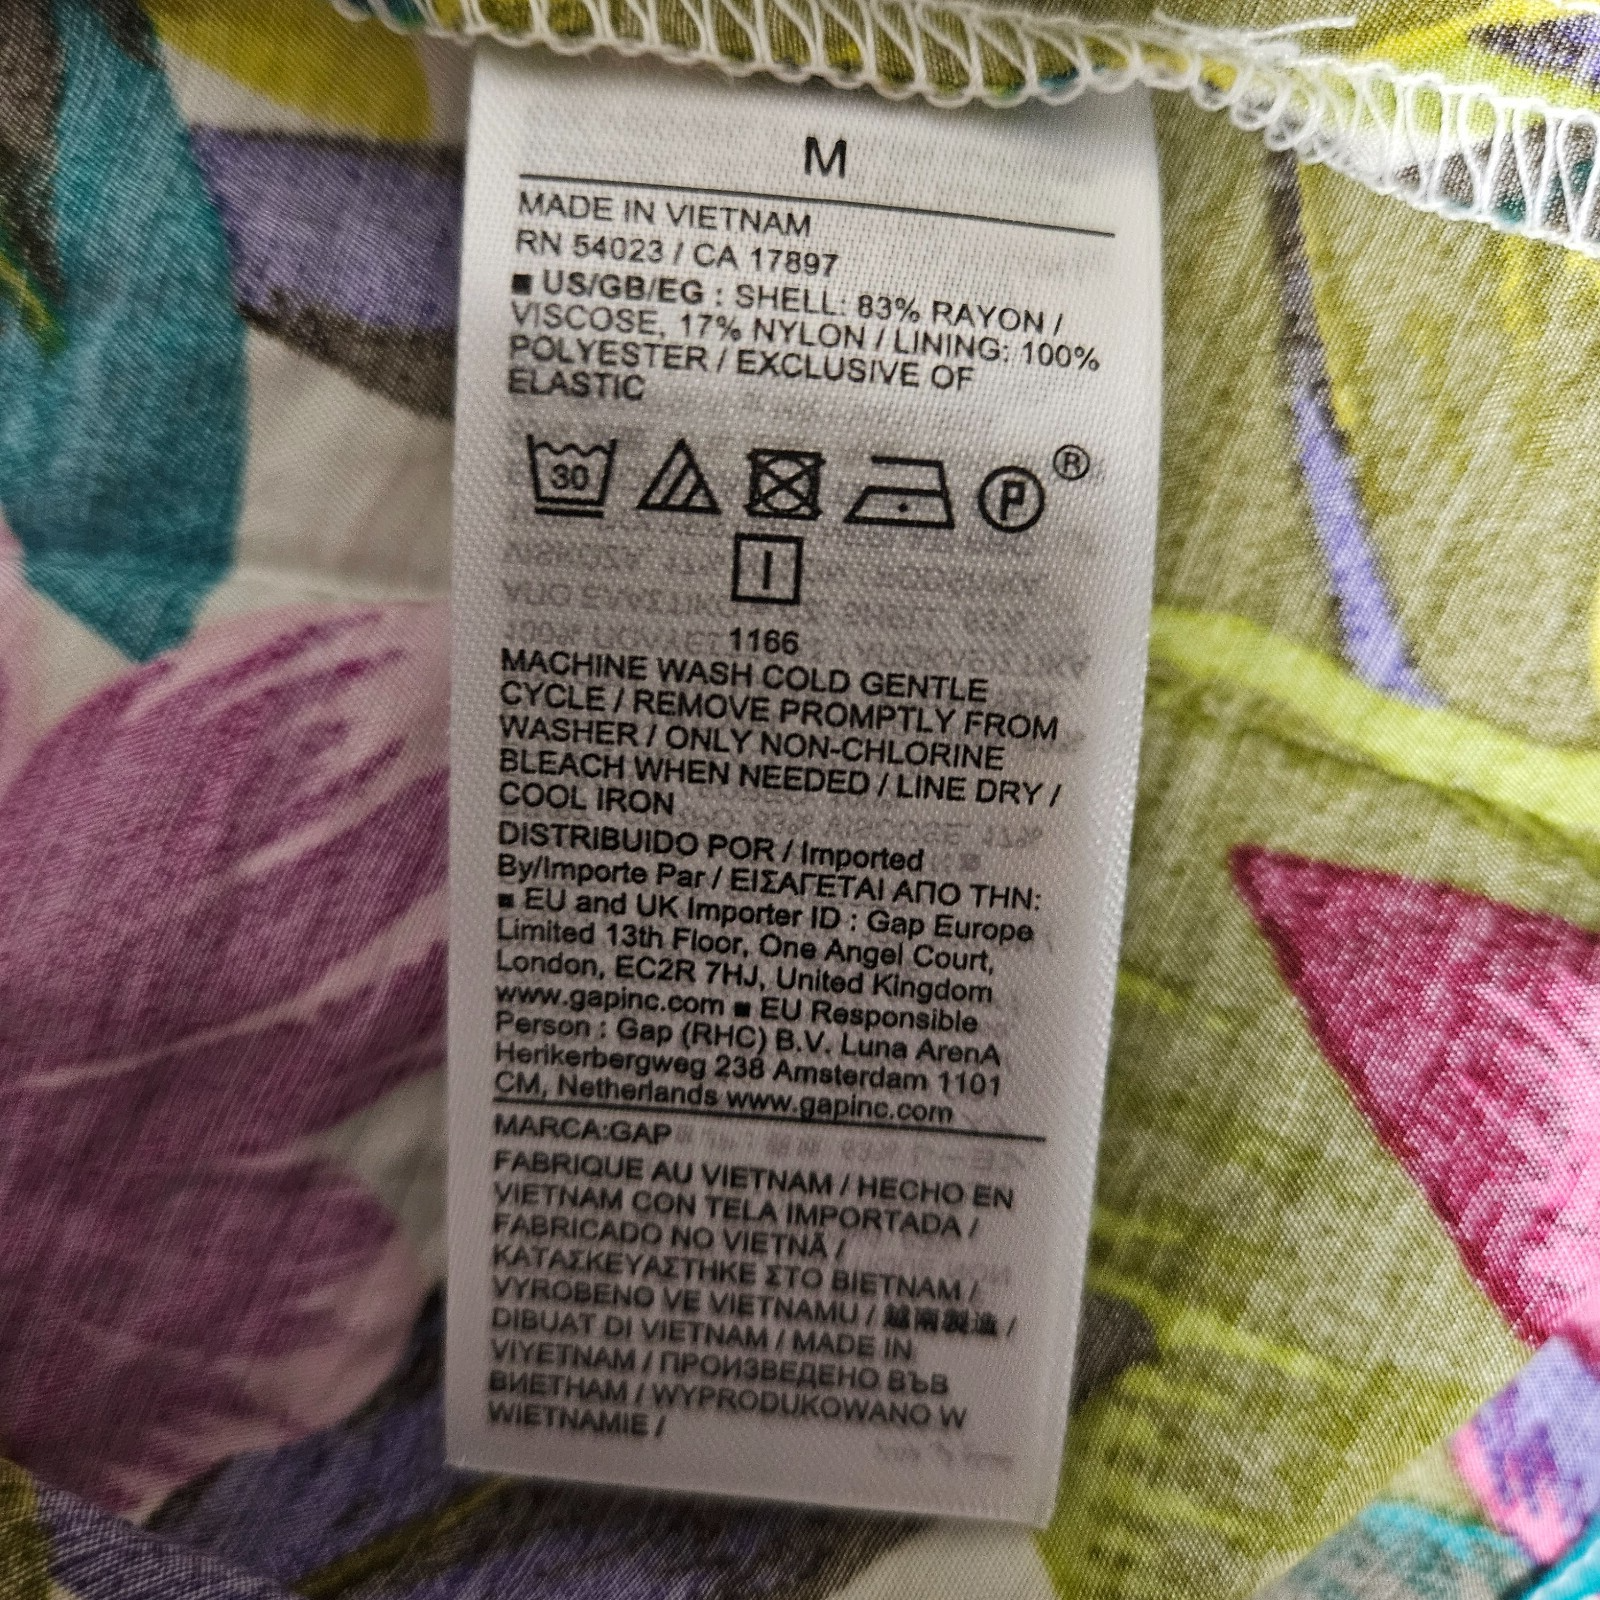 M
MADE IN VIETNAM
RN 54023 / CA 17897
■ US/GB/EG : SHELL: 83% RAYON /
VISCOSE, 17% NYLON / LINING: 100%
POLYESTER / EXCLUSIVE OF
ELASTIC
30
P ®
1166
MACHINE WASH COLD GENTLE
CYCLE / REMOVE PROMPTLY FROM
WASHER / ONLY NON-CHLORINE
BLEACH WHEN NEEDED / LINE DRY /
COOL IRON
DISTRIBUIDO POR / Imported
By/Importe Par / ΕΙΣΑΓΕΤΑΙ ΑΠΟ ΤΗΝ:
■ EU and UK Importer ID : Gap Europe
Limited 13th Floor, One Angel Court,
London, EC2R 7HJ, United Kingdom
www.gapinc.com ■ EU Responsible
Person : Gap (RHC) B.V. Luna ArenA
Herikerbergweg 238 Amsterdam 1101
CM, Netherlands www.gapinc.com
MARCA:GAP
FABRIQUE AU VIETNAM / HECHO EN
VIETNAM CON TELA IMPORTADA /
FABRICADO NO VIETNÃ /
ΚΑΤΑΣΚΕΥΑΣΤΗΚΕ ΣΤΟ ΒΙΕΤΝΑΜ /
VYROBENO VE VIETNAMU / 越南製造 /
DIBUAT DI VIETNAM / MADE IN
VIYETNAM / ПРОИЗВЕДЕНО ВЪВ
ВИЕТНАМ / WYPRODUKOWANO W
WIETNAMIE /